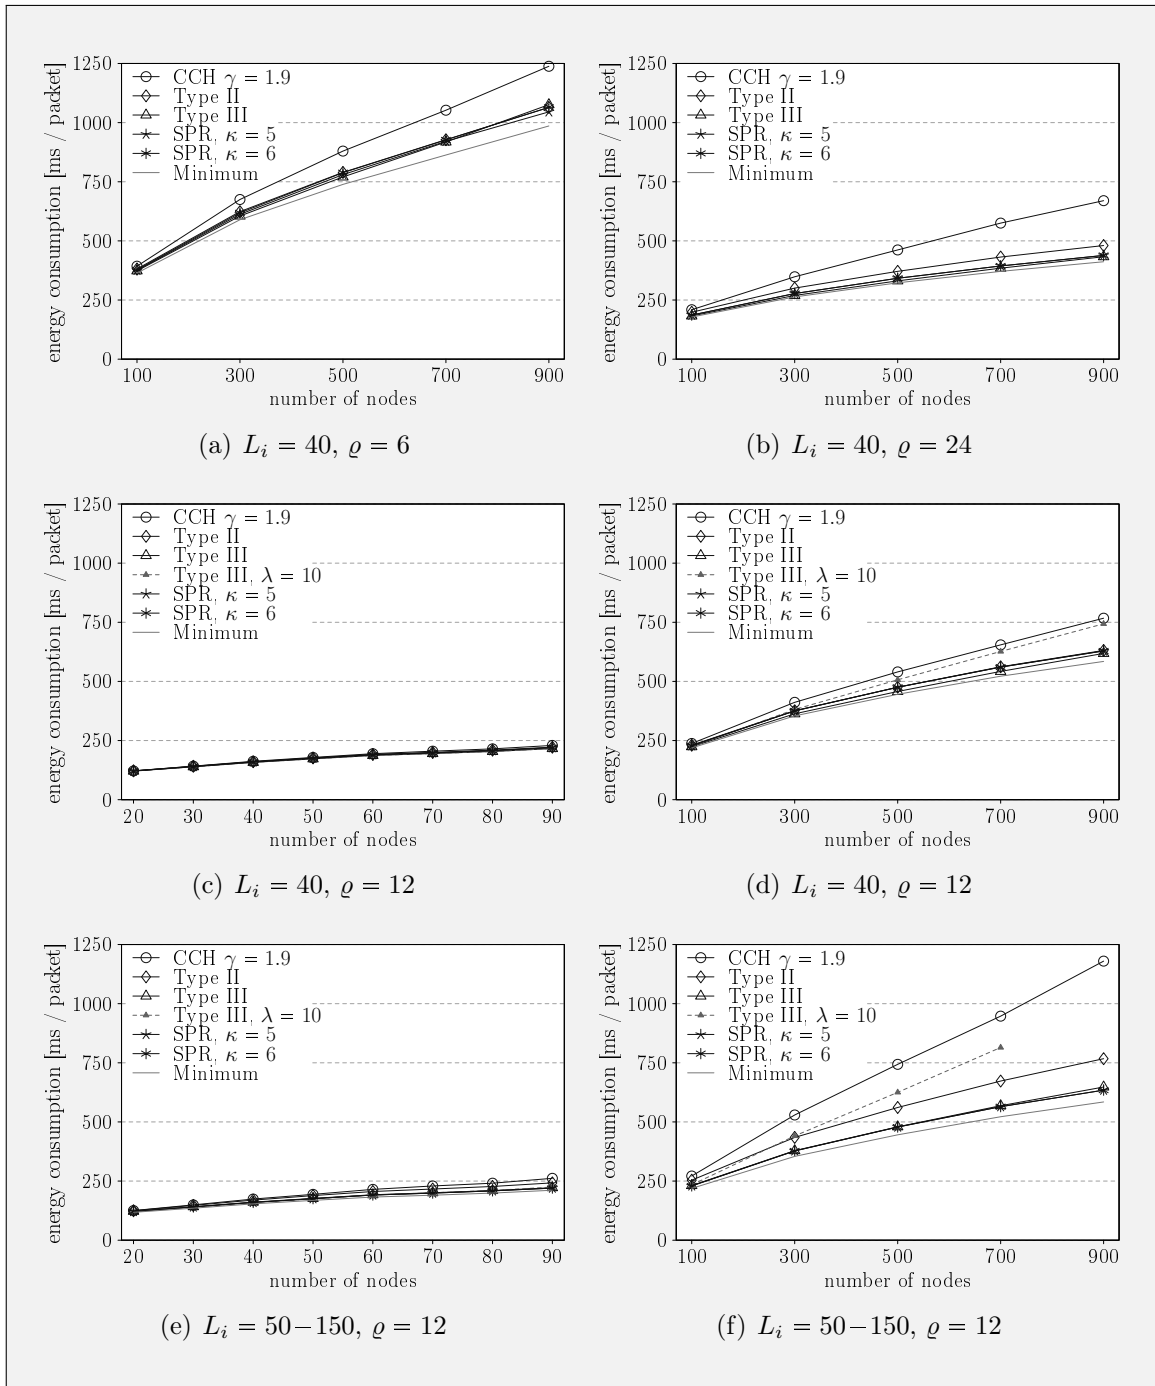 1250
1000
750
500
250
0
energy consumption [ms / packet]
CCH γ = 1.9
Type II
Type III
SPR, κ = 5
SPR, κ = 6
Minimum
100 300 500 700 900
number of nodes
(a) L_i = 40, ϱ = 6
1250
1000
750
500
250
0
energy consumption [ms / packet]
CCH γ = 1.9
Type II
Type III
SPR, κ = 5
SPR, κ = 6
Minimum
100 300 500 700 900
number of nodes
(b) L_i = 40, ϱ = 24
1250
1000
750
500
250
0
energy consumption [ms / packet]
CCH γ = 1.9
Type II
Type III
Type III, λ = 10
SPR, κ = 5
SPR, κ = 6
Minimum
20 30 40 50 60 70 80 90
number of nodes
(c) L_i = 40, ϱ = 12
1250
1000
750
500
250
0
energy consumption [ms / packet]
CCH γ = 1.9
Type II
Type III
Type III, λ = 10
SPR, κ = 5
SPR, κ = 6
Minimum
100 300 500 700 900
number of nodes
(d) L_i = 40, ϱ = 12
1250
1000
750
500
250
0
energy consumption [ms / packet]
CCH γ = 1.9
Type II
Type III
Type III, λ = 10
SPR, κ = 5
SPR, κ = 6
Minimum
20 30 40 50 60 70 80 90
number of nodes
(e) L_i = 50−150, ϱ = 12
1250
1000
750
500
250
0
energy consumption [ms / packet]
CCH γ = 1.9
Type II
Type III
Type III, λ = 10
SPR, κ = 5
SPR, κ = 6
Minimum
100 300 500 700 900
number of nodes
(f) L_i = 50−150, ϱ = 12